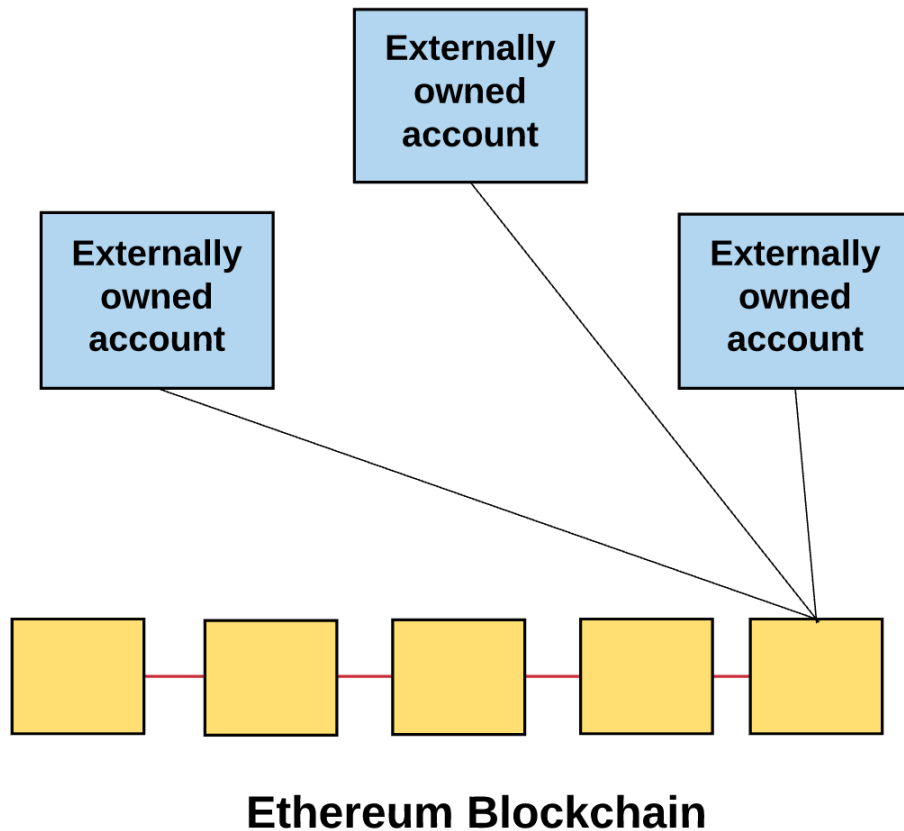 Externally
owned
account
Externally
owned
account
Externally
owned
account
Ethereum Blockchain